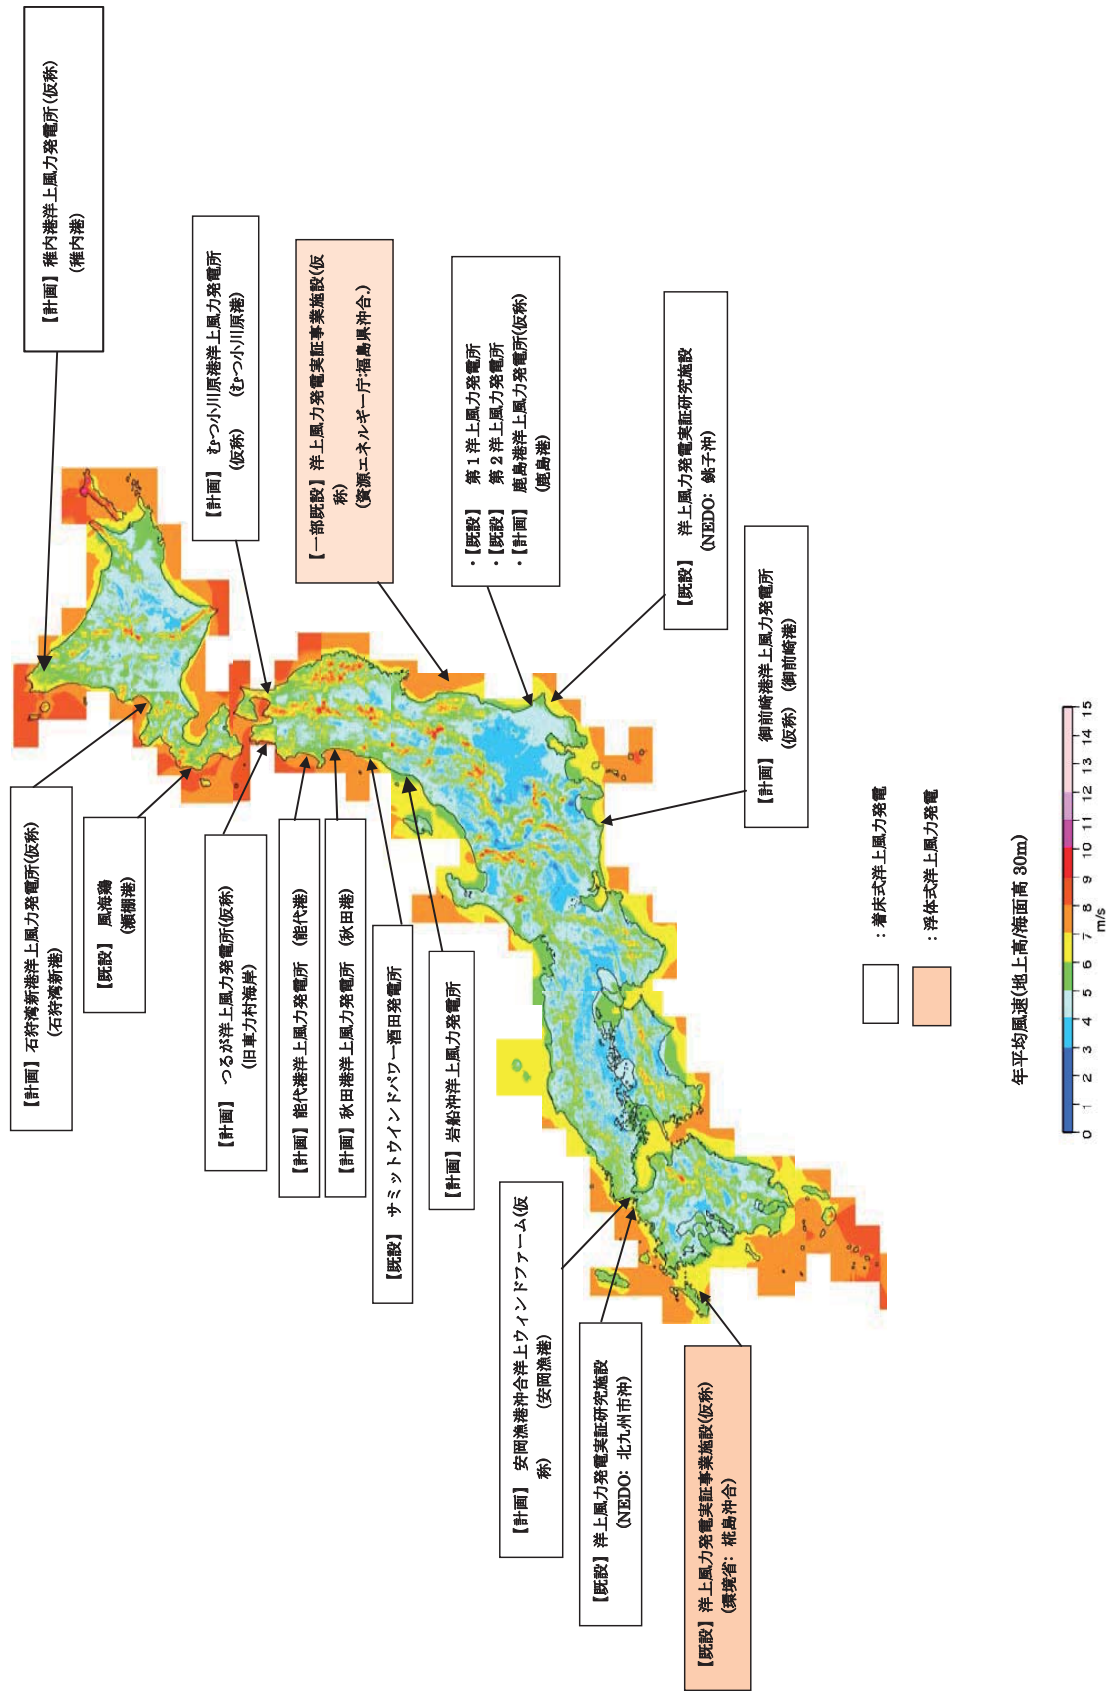 【計画】稚内港洋上風力発電所(仮称)
(稚内港)
【計画】 むつ小川原港洋上風力発電所
(仮称) (むつ小川原港)
【一部既設】洋上風力発電実証事業施設(仮
称)
(資源エネルギー庁:福島県沖合.)
・【既設】 第1洋上風力発電所
・【既設】 第2洋上風力発電所
・【計画】 鹿島港洋上風力発電所(仮称)
(鹿島港)
【既設】 洋上風力発電実証研究施設
(NEDO: 銚子沖)
【計画】 御前崎港洋上風力発電所
(仮称) (御前崎港)
【計画】石狩湾新港洋上風力発電所(仮称)
(石狩湾新港)
【既設】 風海鶏
(瀬棚港)
【計画】 つるが洋上風力発電所(仮称)
(旧車力村海岸)
【計画】能代港洋上風力発電所 (能代港)
【計画】秋田港洋上風力発電所 (秋田港)
【既設】 サミットウインドパワー酒田発電所
【計画】岩船沖洋上風力発電所
【計画】 安岡漁港沖合洋上ウィンドファーム(仮
称) (安岡漁港)
【既設】洋上風力発電実証研究施設
(NEDO: 北九州市沖)
【既設】洋上風力発電実証事業施設(仮称)
(環境省: 椛島沖合)
:着床式洋上風力発電
:浮体式洋上風力発電
年平均風速(地上高/海面高 30m)
0 1 2 3 4 5 6 7 8 9 10 11 12 13 14 15
m/s